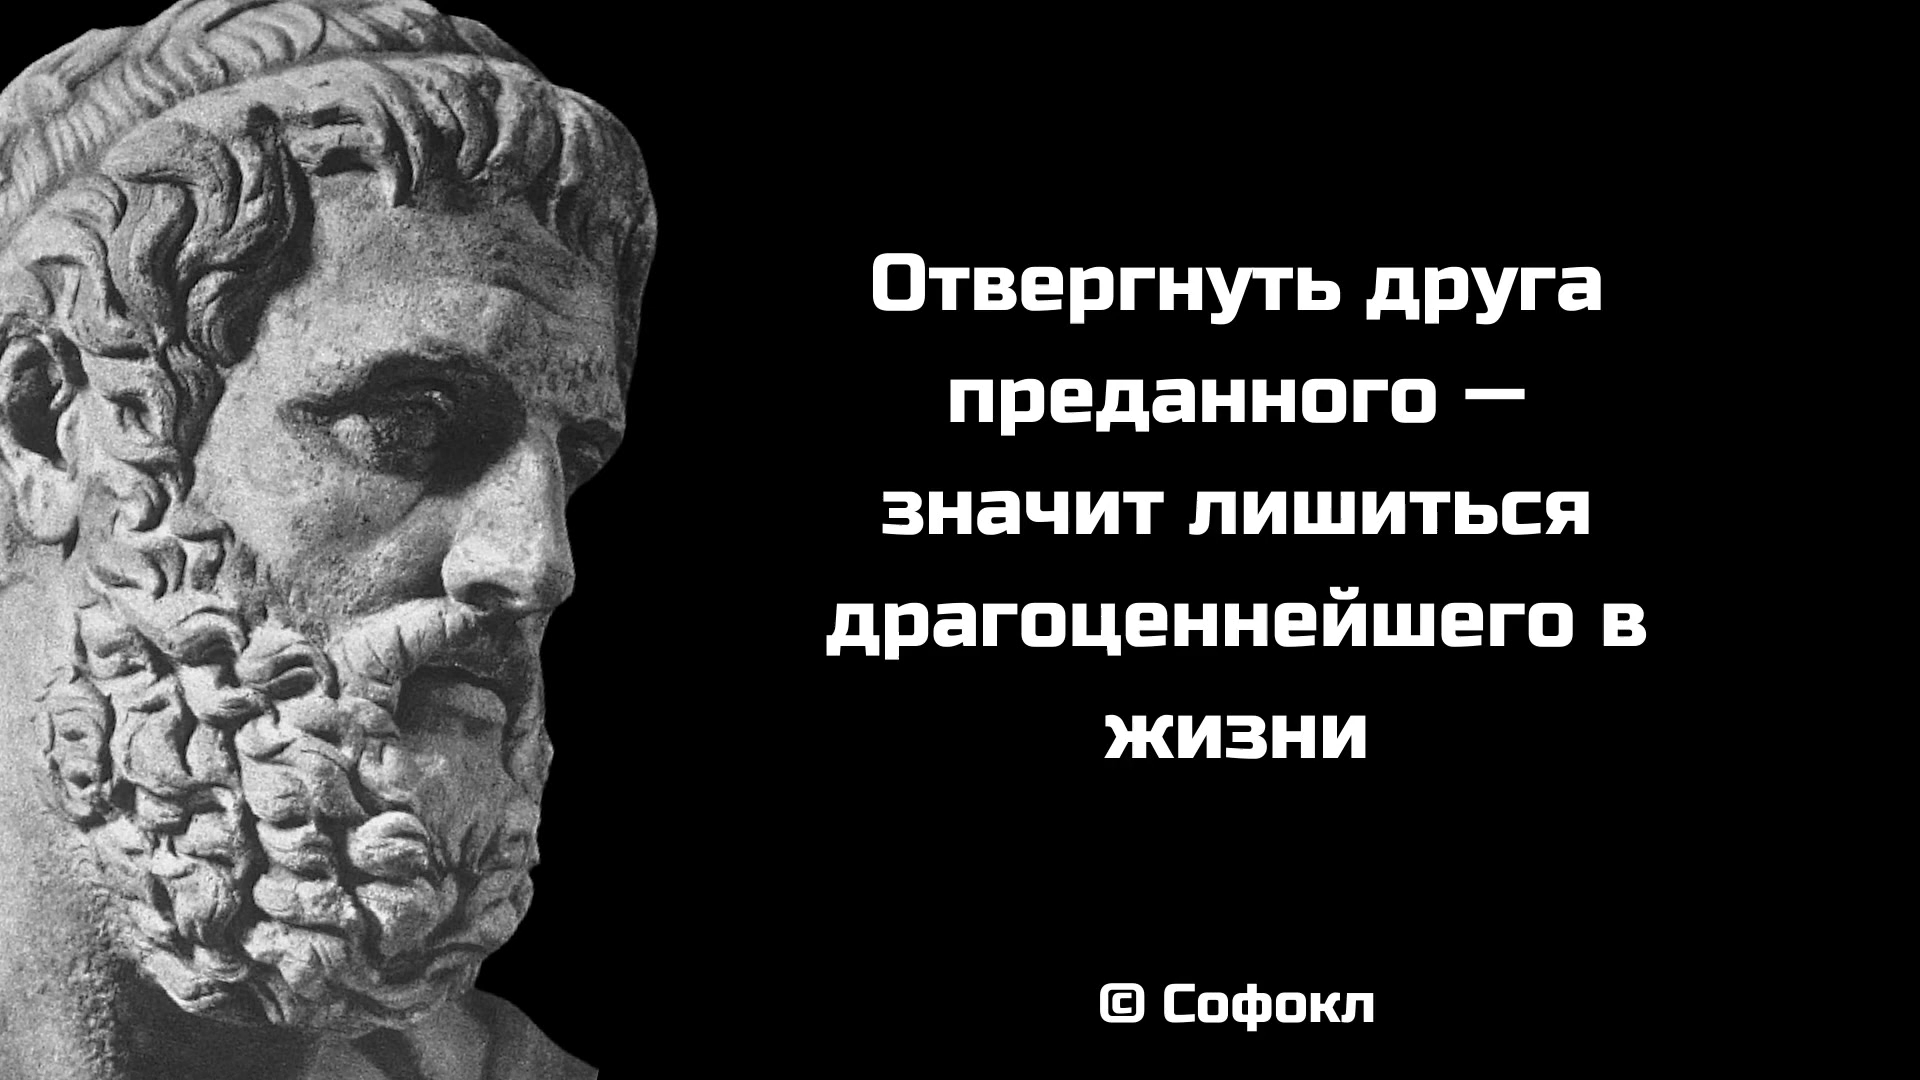 Отвергнуть друга
преданного —
значит лишиться
драгоценнейшего в
жизни
© Софокл